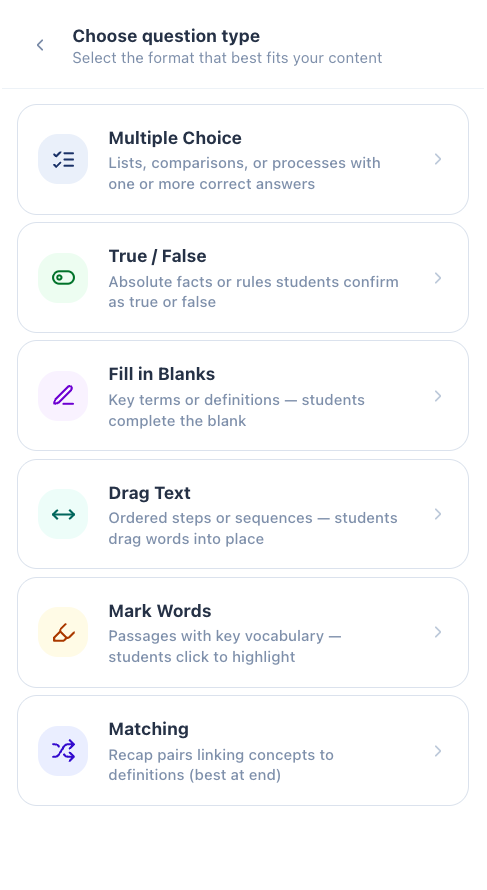 Choose question type
Select the format that best fits your content
Multiple Choice
Lists, comparisons, or processes with
one or more correct answers
True / False
Absolute facts or rules students confirm
as true or false
Fill in Blanks
Key terms or definitions — students
complete the blank
Drag Text
Ordered steps or sequences — students
drag words into place
Mark Words
Passages with key vocabulary —
students click to highlight
Matching
Recap pairs linking concepts to
definitions (best at end)